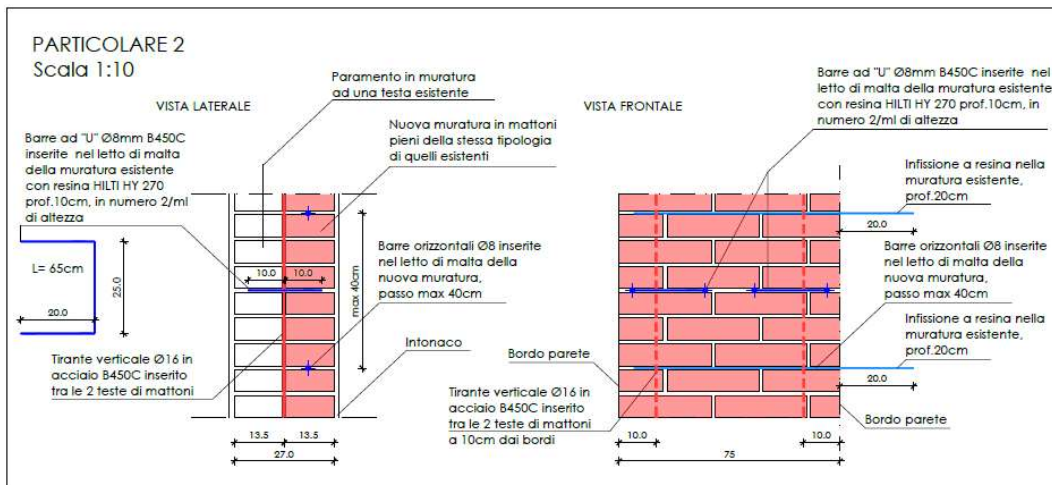 PARTICOLARE 2
Scala 1:10
VISTA LATERALE
Paramento in muratura
ad una testa esistente
Nuova muratura in mattoni
pieni della stessa tipologia
di quelli esistenti
Barre ad "U" Ø8mm B450C
inserite nel letto di malta
della muratura esistente
con resina HILTI HY 270
prof.10cm, in numero 2/ml
di altezza
L= 65cm
25.0
20.0
10.0
10.0
max 40cm
Barre orizzontali Ø8 inserite
nel letto di malta della
nuova muratura,
passo max 40cm
Tirante verticale Ø16 in
acciaio B450C inserito
tra le 2 teste di mattoni
Intonaco
13.5
13.5
27.0
VISTA FRONTALE
Barre ad "U" Ø8mm B450C inserite nel
letto di malta della muratura esistente
con resina HILTI HY 270 prof.10cm, in
numero 2/ml di altezza
Infissione a resina nella
muratura esistente,
prof.20cm
20.0
Barre orizzontali Ø8 inserite
nel letto di malta della
nuova muratura,
passo max 40cm
Infissione a resina nella
muratura esistente,
prof.20cm
20.0
Bordo parete
Tirante verticale Ø16 in
acciaio B450C inserito
tra le 2 teste di mattoni
a 10cm dai bordi
Bordo parete
10.0
10.0
75